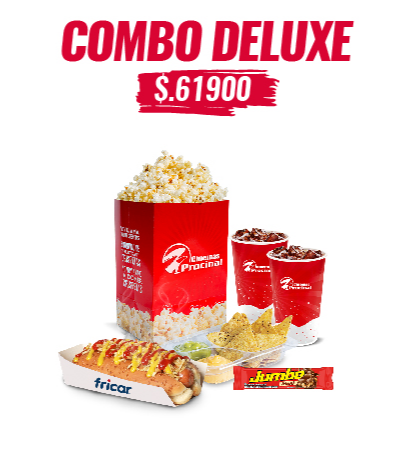 COMBO DELUXE
$.61900
Cinemas
Procinal
Cinemas
Procinal
Cinemas
Procinal
fricar
Jumbo